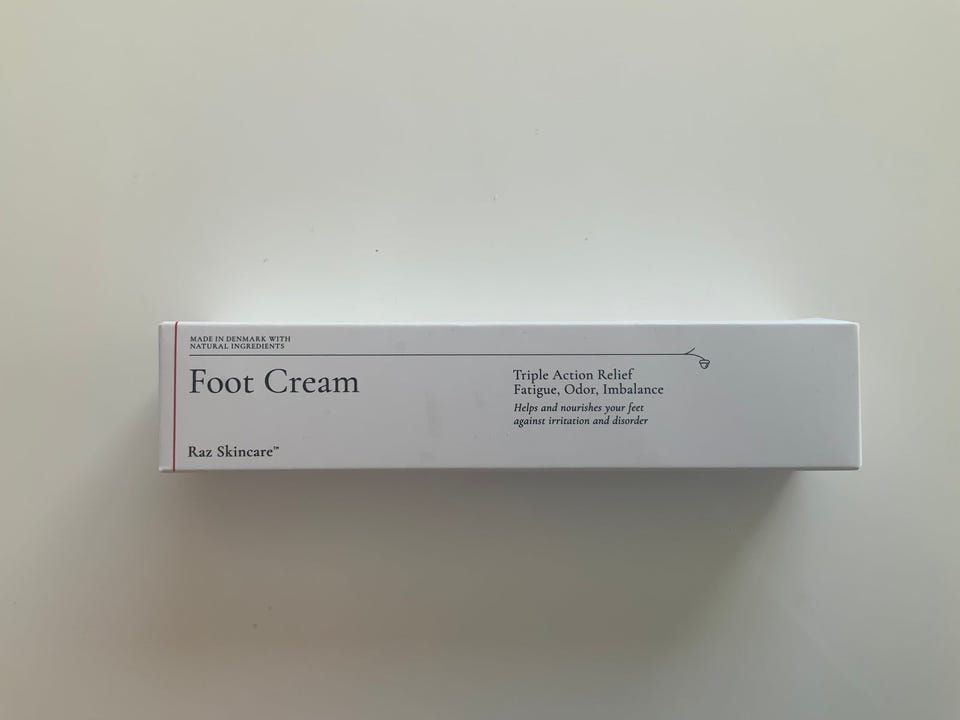 MADE IN DENMARK WITH
NATURAL INGREDIENTS
Foot Cream
Raz Skincare™
Triple Action Relief
Fatigue, Odor, Imbalance
Helps and nourishes your feet
against irritation and disorder